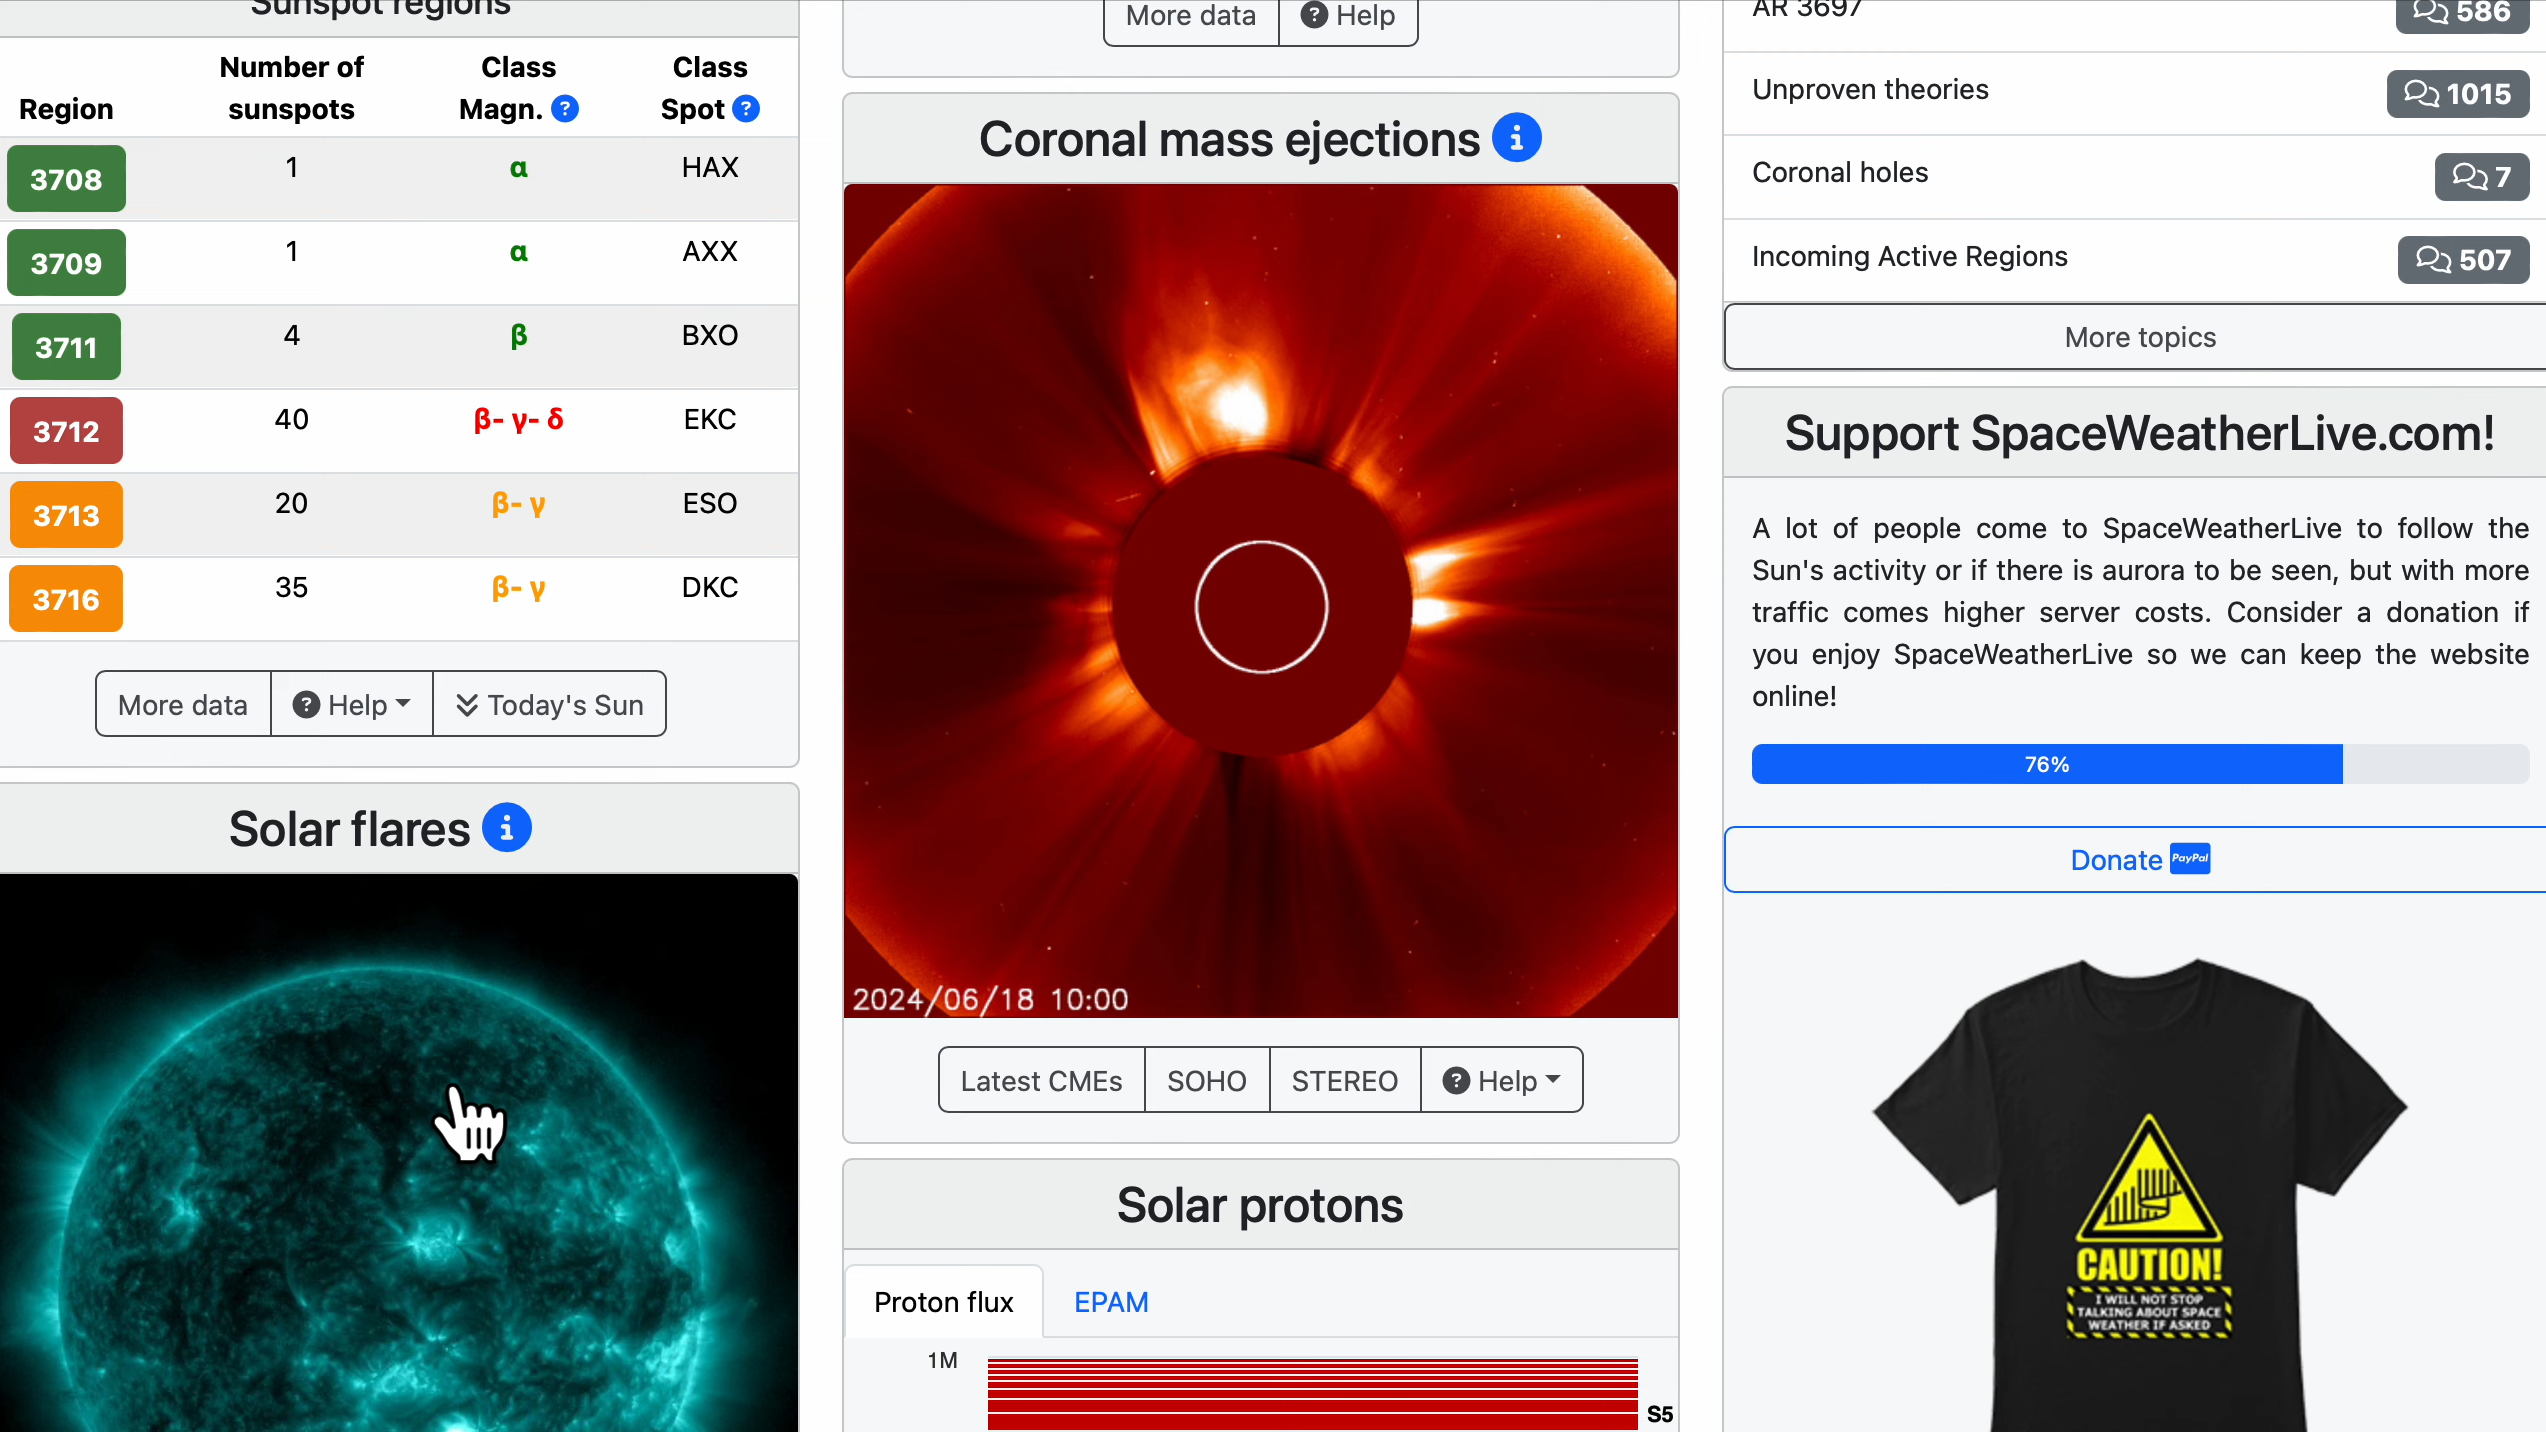 Sunspot regions
Region Number of sunspots Class Magn. Class Spot
3708 1 α HAX
3709 1 α AXX
3711 4 β BXO
3712 40 β- γ- δ EKC
3713 20 β- γ ESO
3716 35 β- γ DKC
More data Help Today's Sun
Solar flares
More data Help
Coronal mass ejections
2024/06/18 10:00
Latest CMEs SOHO STEREO Help
Solar protons
Proton flux EPAM
1M
S5
AR 3697 586
Unproven theories 1015
Coronal holes 7
Incoming Active Regions 507
More topics
Support SpaceWeatherLive.com!
A lot of people come to SpaceWeatherLive to follow the
Sun's activity or if there is aurora to be seen, but with more
traffic comes higher server costs. Consider a donation if
you enjoy SpaceWeatherLive so we can keep the website
online!
76%
Donate PayPal
CAUTION!
I WILL NOT STOP
TALKING ABOUT SPACE
WEATHER IF ASKED